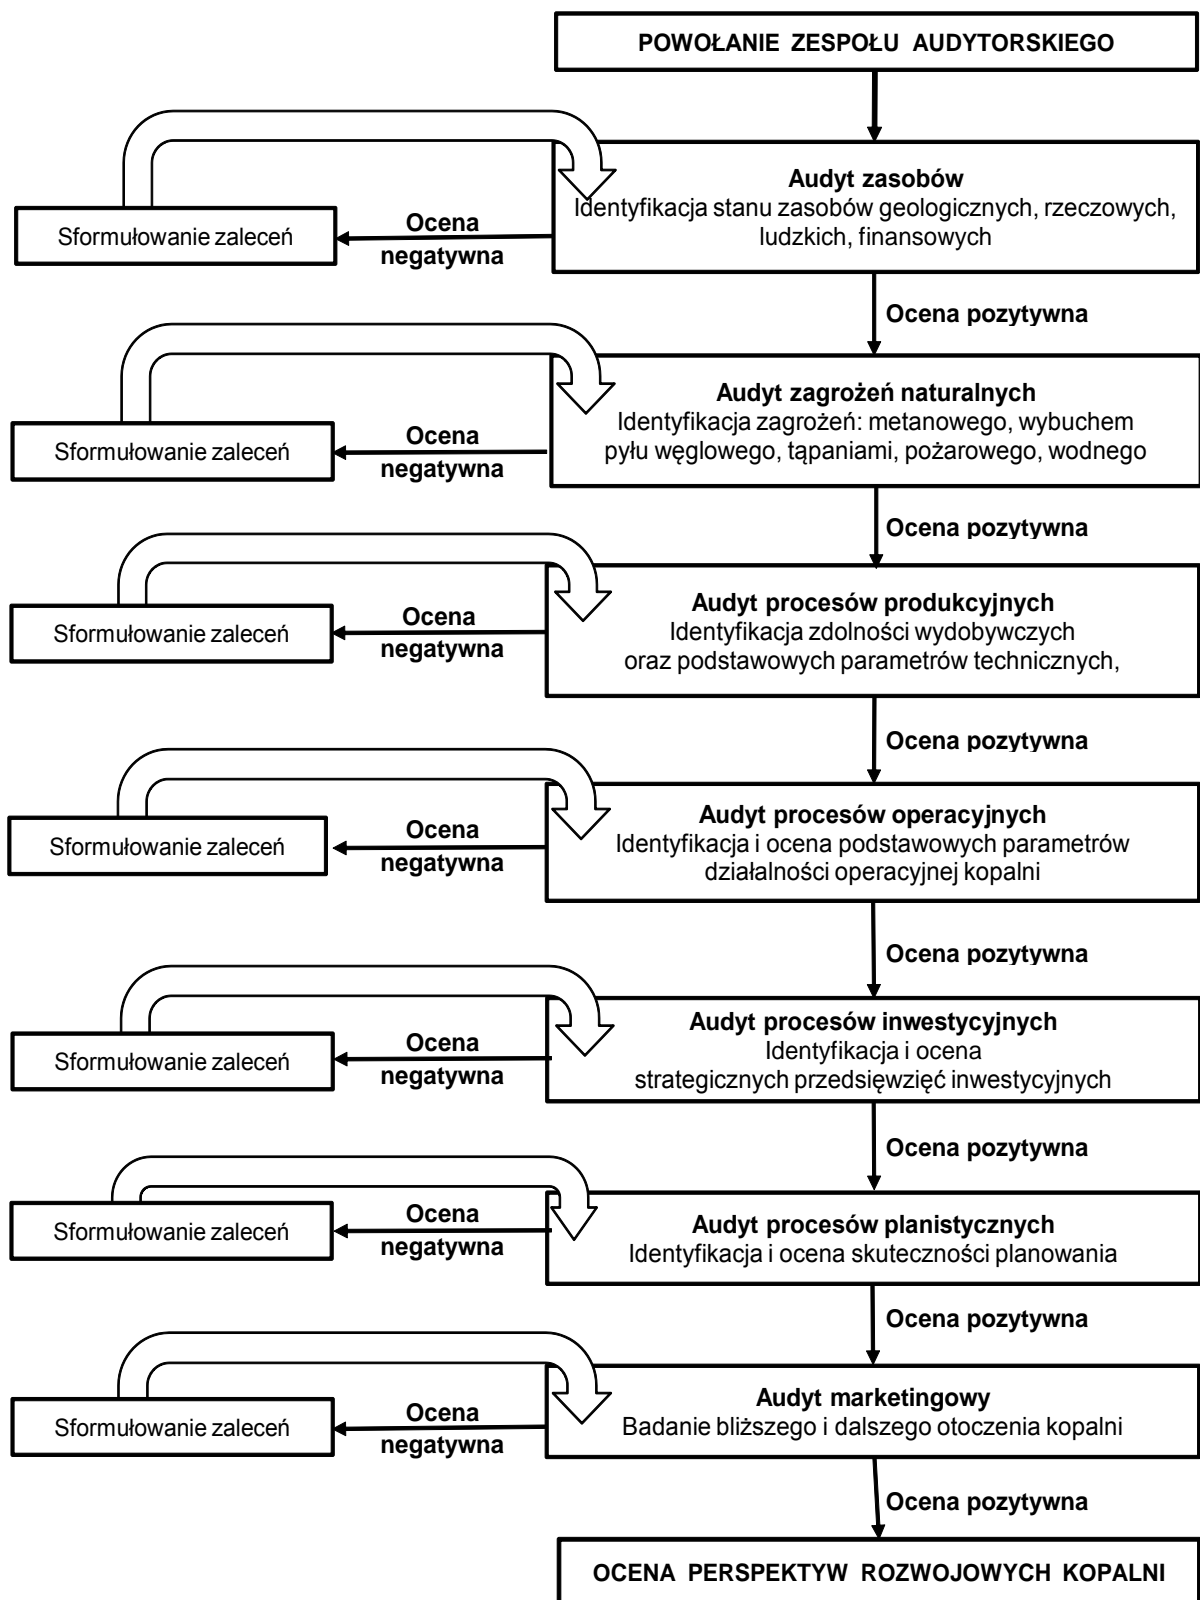 POWOŁANIE ZESPOŁU AUDYTORSKIEGO
Audyt zasobów
Identyfikacja stanu zasobów geologicznych, rzeczowych,
ludzkich, finansowych
Ocena
negatywna
Sformułowanie zaleceń
Ocena pozytywna
Audyt zagrożeń naturalnych
Identyfikacja zagrożeń: metanowego, wybuchem
pyłu węglowego, tąpaniami, pożarowego, wodnego
Ocena
negatywna
Sformułowanie zaleceń
Ocena pozytywna
Audyt procesów produkcyjnych
Identyfikacja zdolności wydobywczych
oraz podstawowych parametrów technicznych,
Ocena
negatywna
Sformułowanie zaleceń
Ocena pozytywna
Audyt procesów operacyjnych
Identyfikacja i ocena podstawowych parametrów
działalności operacyjnej kopalni
Ocena
negatywna
Sformułowanie zaleceń
Ocena pozytywna
Audyt procesów inwestycyjnych
Identyfikacja i ocena
strategicznych przedsięwzięć inwestycyjnych
Ocena
negatywna
Sformułowanie zaleceń
Ocena pozytywna
Audyt procesów planistycznych
Identyfikacja i ocena skuteczności planowania
Ocena
negatywna
Sformułowanie zaleceń
Ocena pozytywna
Audyt marketingowy
Badanie bliższego i dalszego otoczenia kopalni
Ocena
negatywna
Sformułowanie zaleceń
Ocena pozytywna
OCENA PERSPEKTYW ROZWOJOWYCH KOPALNI